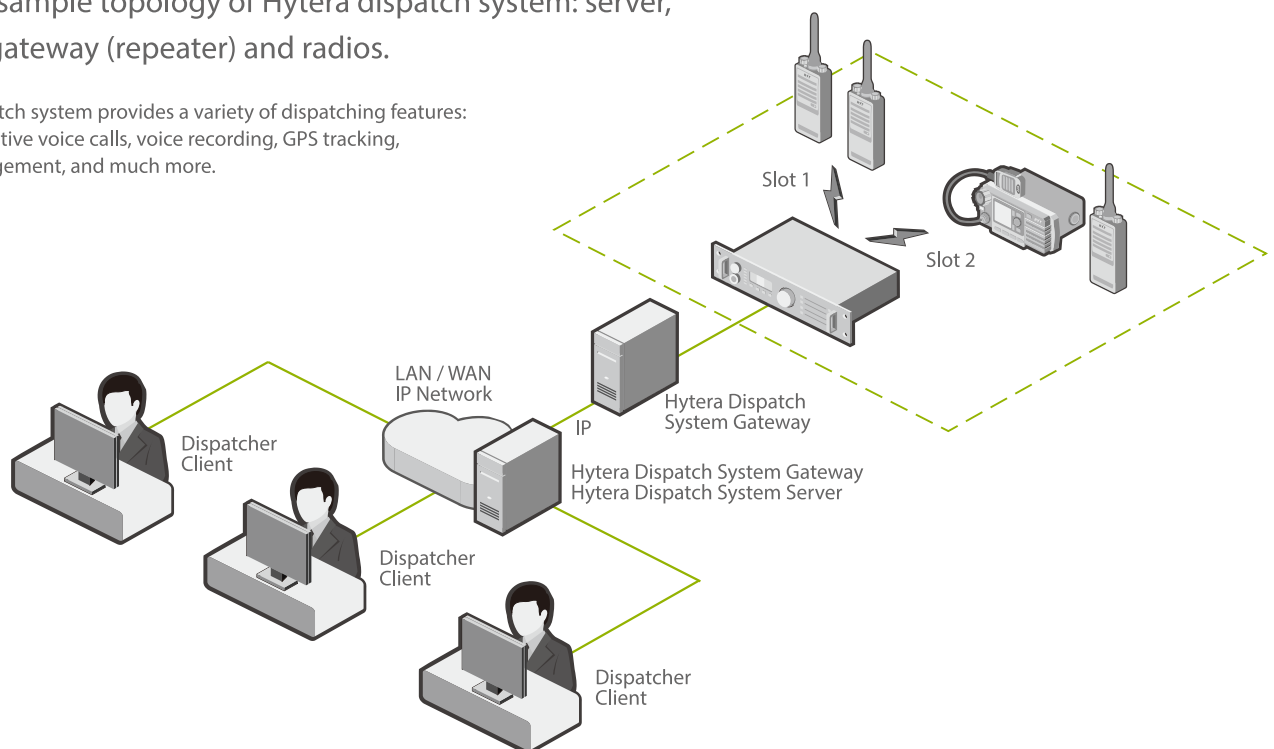 sample topology of Hytera dispatch system: server,
gateway (repeater) and radios.
tch system provides a variety of dispatching features:
tive voice calls, voice recording, GPS tracking,
gement, and much more.
Slot 1
Slot 2
LAN / WAN
IP Network
Hytera Dispatch
System Gateway
IP
Dispatcher
Client
Hytera Dispatch System Gateway
Hytera Dispatch System Server
Dispatcher
Client
Dispatcher
Client